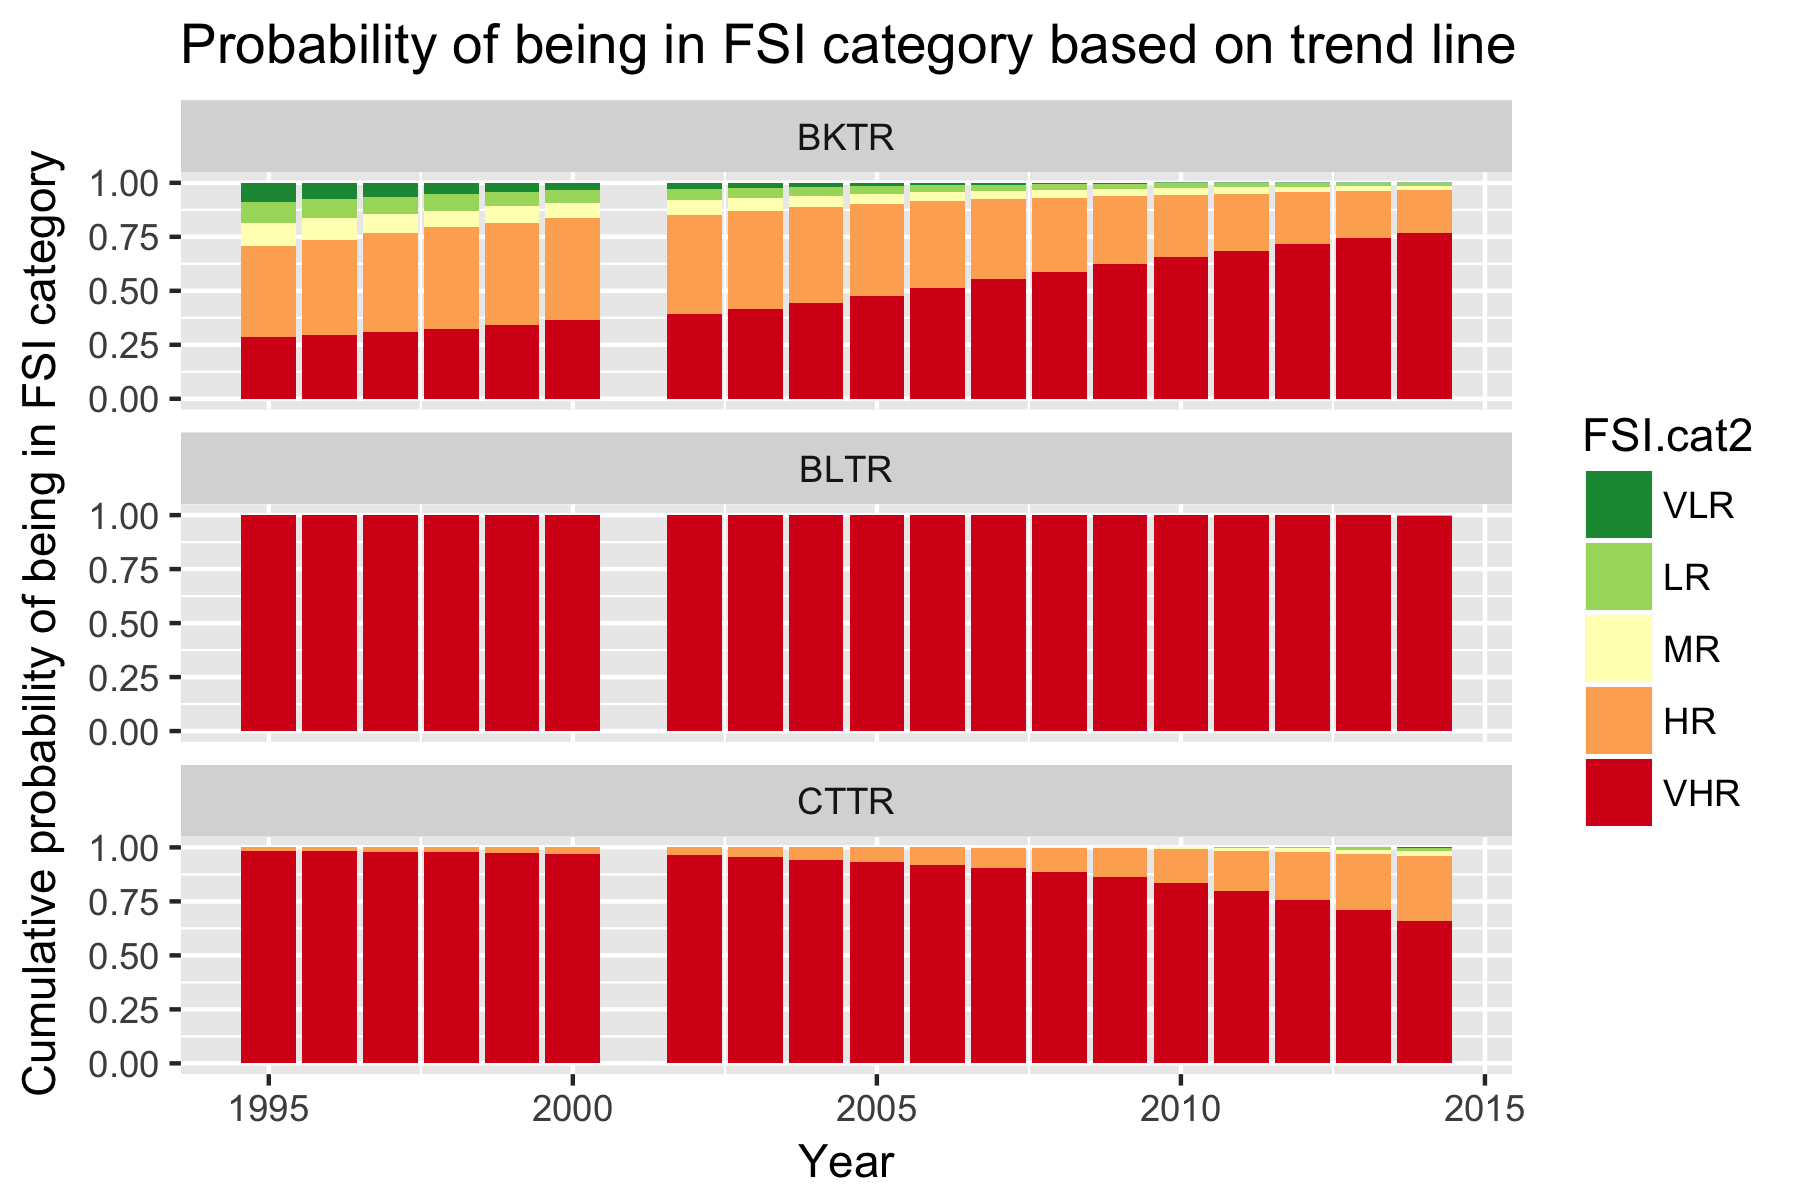 Probability of being in FSI category based on trend line
Cumulative probability of being in FSI category
BKTR
1.00
0.75
0.50
0.25
0.00
BLTR
1.00
0.75
0.50
0.25
0.00
CTTR
1.00
0.75
0.50
0.25
0.00
1995 2000 2005 2010 2015
Year
FSI.cat2
VLR
LR
MR
HR
VHR